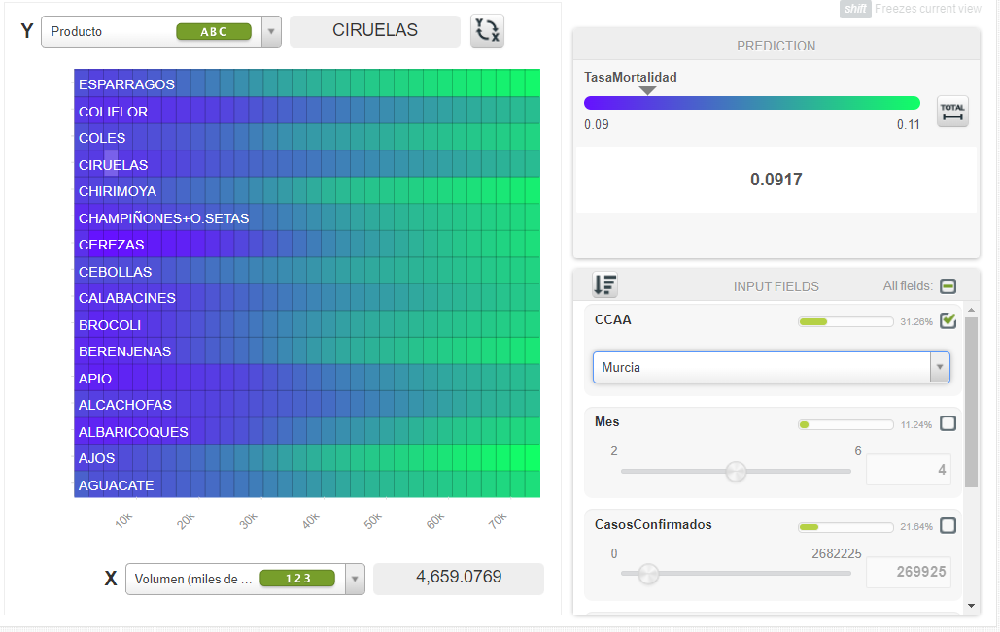 shift Freezes current view
Y Producto ABC CIRUELAS Y X
ESPARRAGOS
COLIFLOR
COLES
CIRUELAS
CHIRIMOYA
CHAMPIÑONES+O.SETAS
CEREZAS
CEBOLLAS
CALABACINES
BROCOLI
BERENJENAS
APIO
ALCACHOFAS
ALBARICOQUES
AJOS
AGUACATE
10k 20k 30k 40k 50k 60k 70k
X Volumen (miles de ... 123 4,659.0769
PREDICTION
TasaMortalidad
TOTAL
0.09 0.11
0.0917
INPUT FIELDS All fields:
CCAA 31.26%
Murcia
Mes 11.24%
2 6
4
CasosConfirmados 21.64%
0 2682225
269925